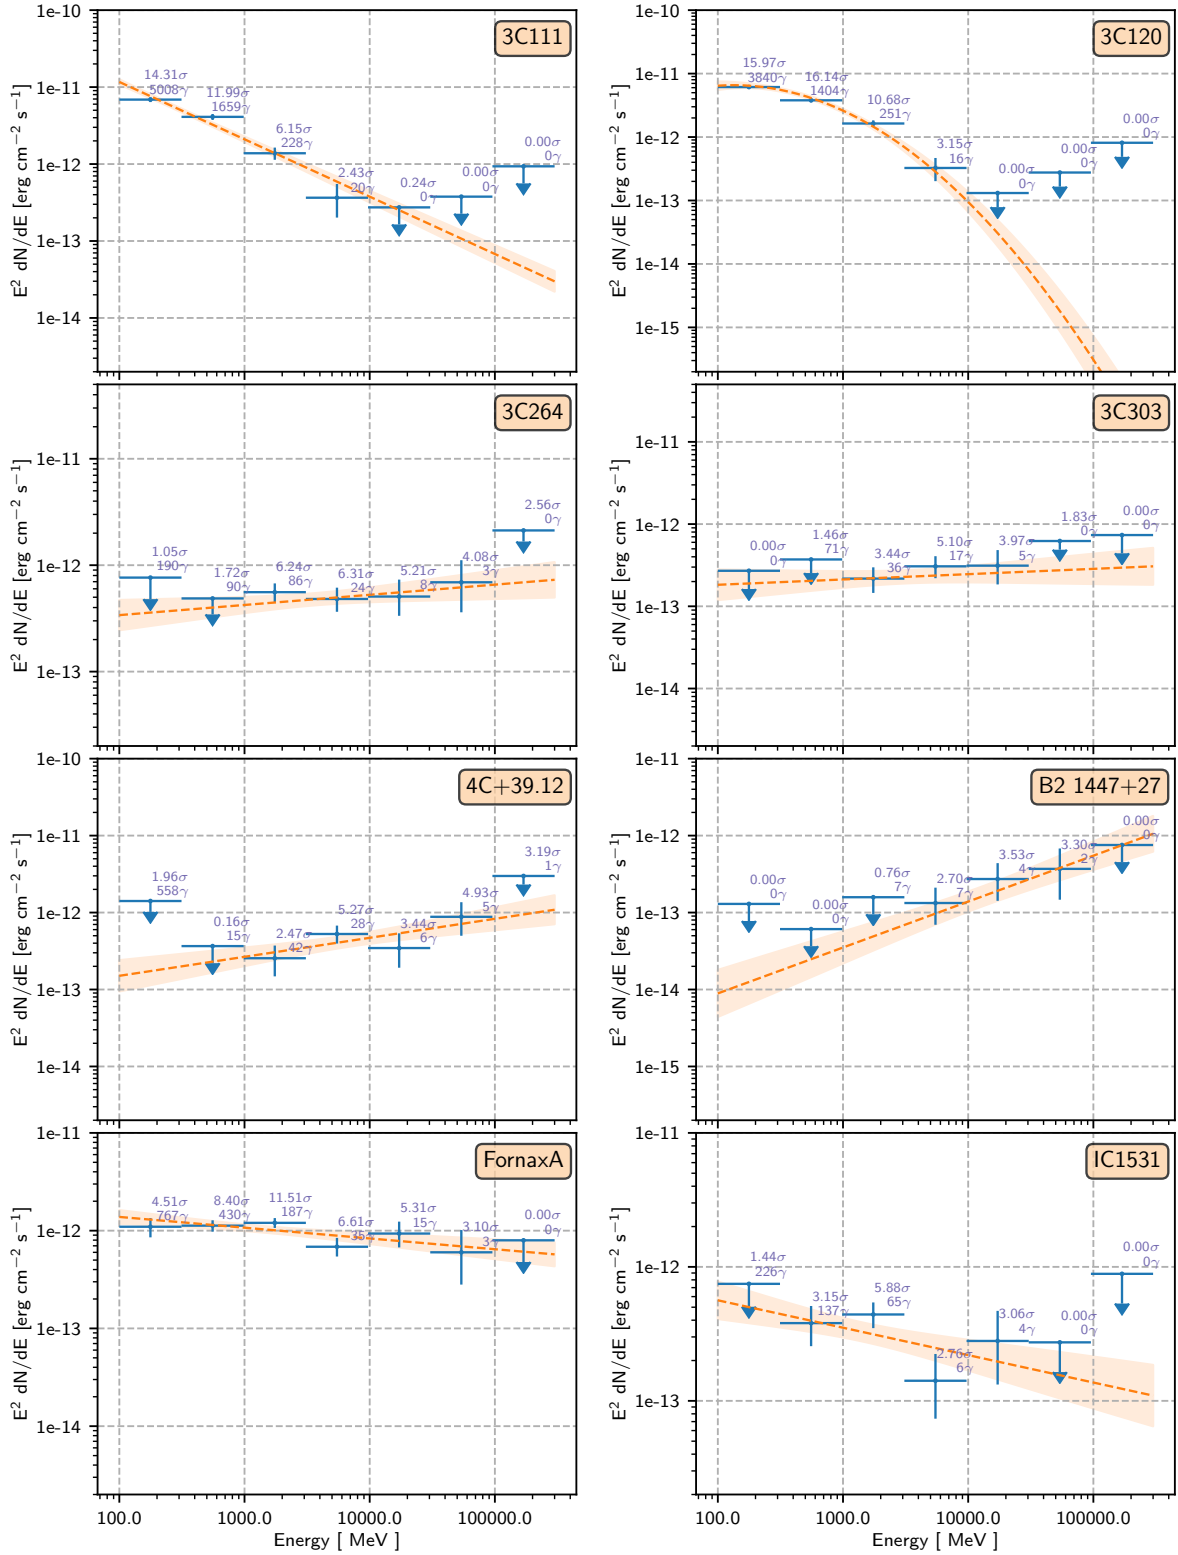 1e-10
1e-11
1e-12
1e-13
1e-14
E² dN/dE [erg cm⁻² s⁻¹]
3C111
14.31σ
5008γ
11.99σ
1659γ
6.15σ
228γ
2.43σ
20γ
0.24σ
0γ
0.00σ
0γ
0.00σ
0γ
1e-10
1e-11
1e-12
1e-13
1e-14
1e-15
E² dN/dE [erg cm⁻² s⁻¹]
3C120
15.97σ
3840γ
16.14σ
1404γ
10.68σ
251γ
3.15σ
16γ
0.00σ
0γ
0.00σ
0γ
0.00σ
0γ
1e-11
1e-12
1e-13
E² dN/dE [erg cm⁻² s⁻¹]
3C264
1.05σ
190γ
1.72σ
90γ
6.24σ
86γ
6.31σ
24γ
5.21σ
8γ
4.08σ
3γ
2.56σ
0γ
1e-11
1e-12
1e-13
1e-14
E² dN/dE [erg cm⁻² s⁻¹]
3C303
0.00σ
0γ
1.46σ
71γ
3.44σ
36γ
5.10σ
17γ
3.97σ
5γ
1.83σ
0γ
0.00σ
0γ
1e-10
1e-11
1e-12
1e-13
1e-14
E² dN/dE [erg cm⁻² s⁻¹]
4C+39.12
1.96σ
558γ
0.16σ
15γ
2.47σ
42γ
5.27σ
28γ
3.44σ
6γ
4.93σ
5γ
3.19σ
1γ
1e-11
1e-12
1e-13
1e-14
1e-15
E² dN/dE [erg cm⁻² s⁻¹]
B2 1447+27
0.00σ
0γ
0.00σ
0γ
0.76σ
7γ
2.70σ
7γ
3.53σ
4γ
3.30σ
2γ
0.00σ
0γ
1e-11
1e-12
1e-13
1e-14
E² dN/dE [erg cm⁻² s⁻¹]
FornaxA
4.51σ
767γ
8.40σ
430γ
11.51σ
187γ
6.61σ
35γ
5.31σ
15γ
3.10σ
3γ
0.00σ
0γ
100.0
1000.0
10000.0
100000.0
Energy [ MeV]
1e-11
1e-12
1e-13
E² dN/dE [erg cm⁻² s⁻¹]
IC1531
1.44σ
226γ
3.15σ
137γ
5.88σ
65γ
2.76σ
6γ
3.06σ
4γ
0.00σ
0γ
0.00σ
0γ
100.0
1000.0
10000.0
100000.0
Energy [ MeV]